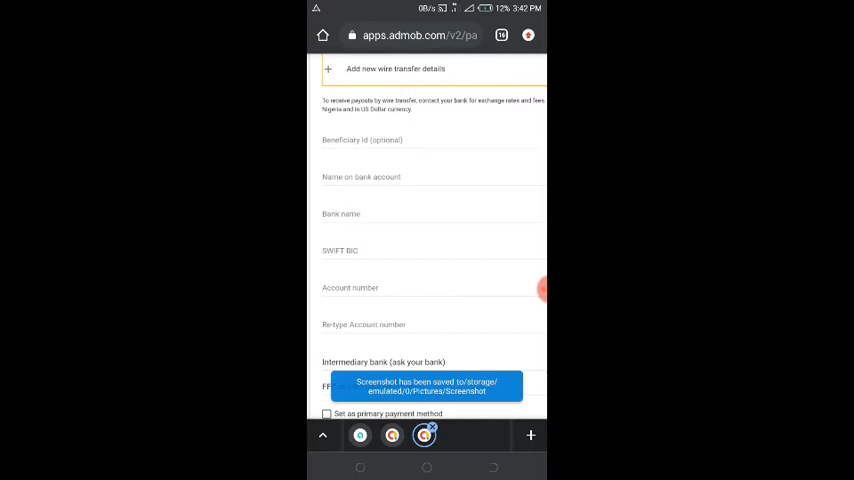 0B/s 12% 3:42 PM
apps.admob.com/v2/pa
16
+ Add new wire transfer details
To receive payouts by wire transfer, contact your bank for exchange rates and fees.
Nigeria and in US Dollar currency.
Beneficiary id (optional)
Name on bank account
Bank name
SWIFT BIC
Account number
Re-type Account number
Intermediary bank (ask your bank)
Screenshot has been saved to/storage/
emulated/0/Pictures/Screenshot
Set as primary payment method